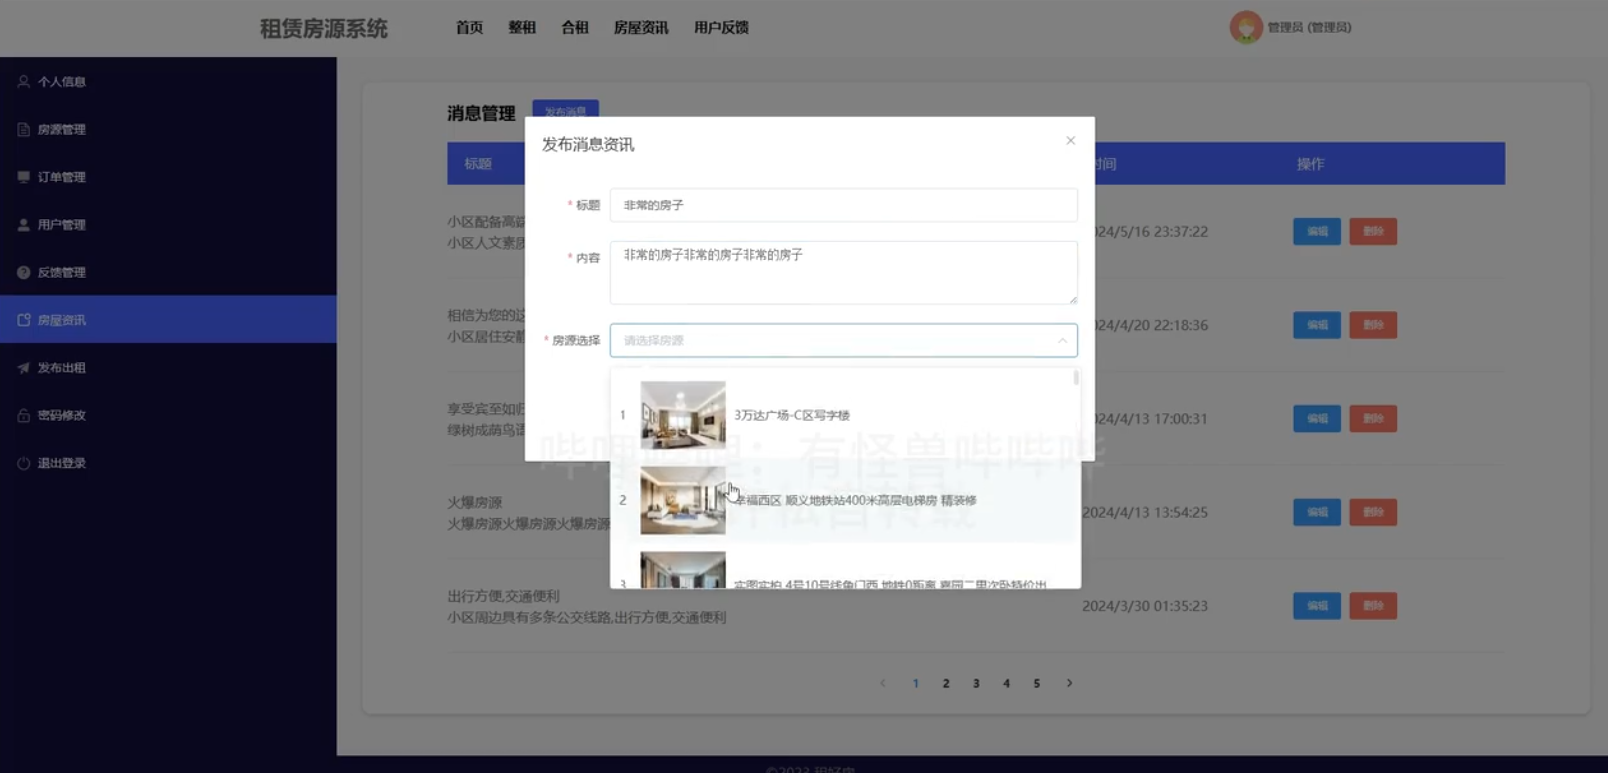 租赁房源系统
首页 整租 合租 房屋资讯 用户反馈
管理员 (管理员)
个人信息
房源管理
订单管理
用户管理
反馈管理
房屋资讯
发布出租
密码修改
退出登录
消息管理 发布消息
标题 时间 操作
小区配备高端
小区人文素质
2024/5/16 23:37:22 编辑 删除
相信为您的这
小区居住安静
2024/4/20 22:18:36 编辑 删除
享受宾至如归
绿树成荫鸟语
2024/4/13 17:00:31 编辑 删除
火爆房源
火爆房源火爆房源火爆房源
2024/4/13 13:54:25 编辑 删除
出行方便,交通便利
小区周边具有多条公交线路,出行方便,交通便利
2024/3/30 01:35:23 编辑 删除
1 2 3 4 5
发布消息资讯
* 标题 非常的房子
* 内容 非常的房子非常的房子非常的房子
* 房源选择 请选择房源
1 3万达广场-C区写字楼
2 幸福西区 顺义地铁站400米高层电梯房 精装修
3 实图实拍 4号10号线角门西 地铁0距离 嘉园二里次卧特价出
哔哩哔哩：有怪兽哔哔哔